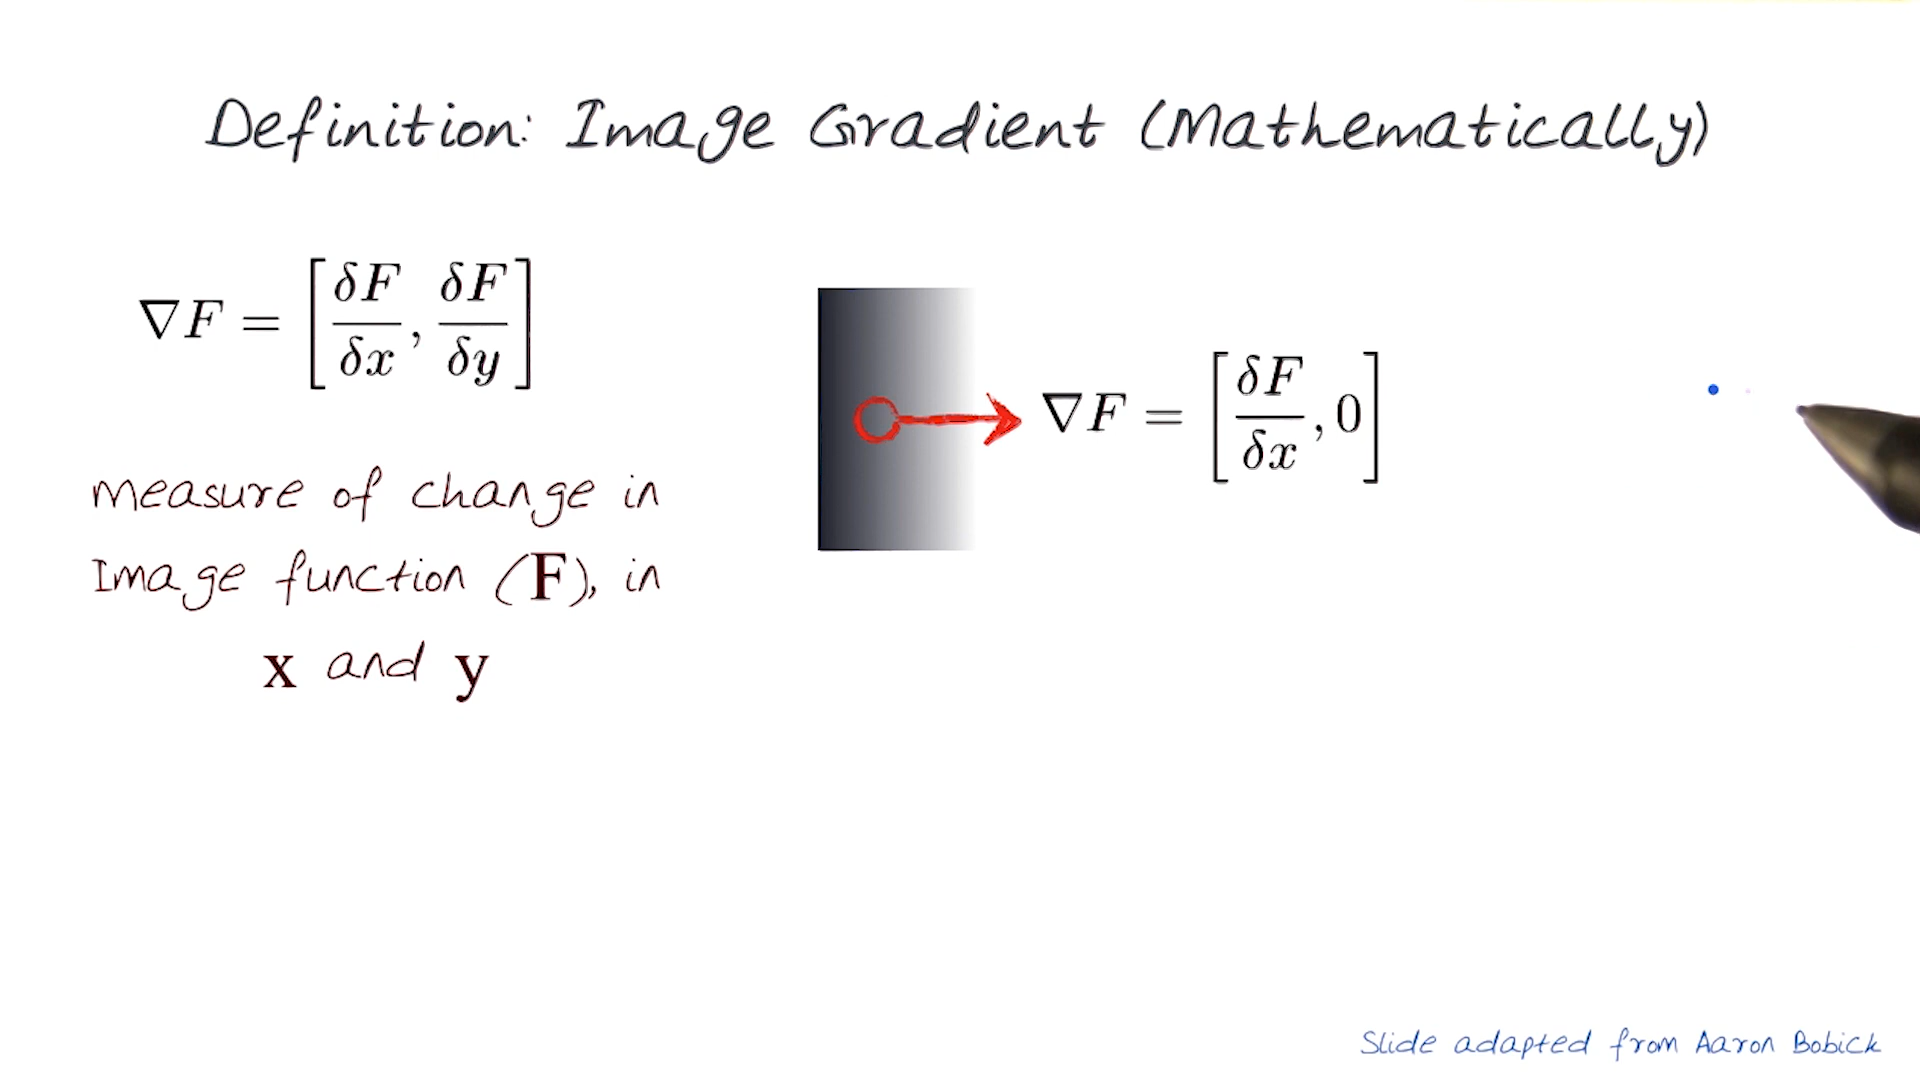 Definition: Image Gradient (Mathematically)
∇F = [δF/δx, δF/δy]
measure of change in
Image function (F), in
x and y
∇F = [δF/δx, 0]
Slide adapted from Aaron Bobick